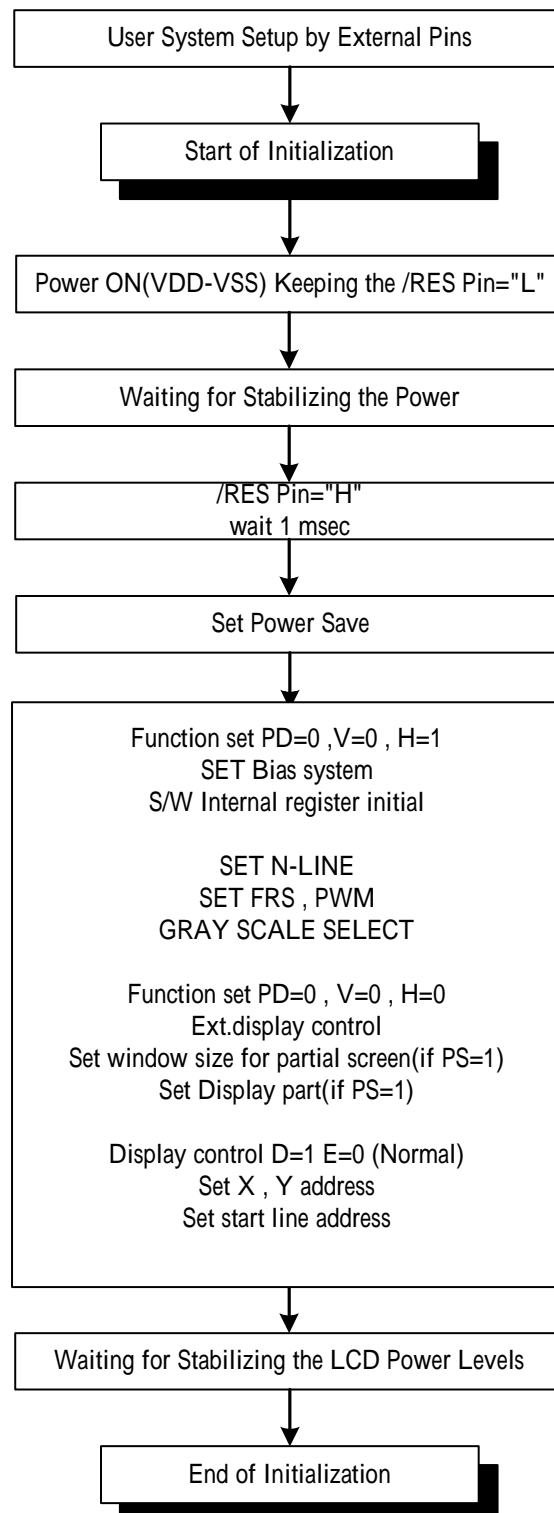 User System Setup by External Pins
Start of Initialization
Power ON(VDD-VSS) Keeping the /RES Pin="L"
Waiting for Stabilizing the Power
/RES Pin="H"
wait 1 msec
Set Power Save
Function set PD=0 ,V=0 , H=1
SET Bias system
S/W Internal register initial
SET N-LINE
SET FRS , PWM
GRAY SCALE SELECT
Function set PD=0 , V=0 , H=0
Ext.display control
Set window size for partial screen(if PS=1)
Set Display part(if PS=1)
Display control D=1 E=0 (Normal)
Set X , Y address
Set start line address
Waiting for Stabilizing the LCD Power Levels
End of Initialization